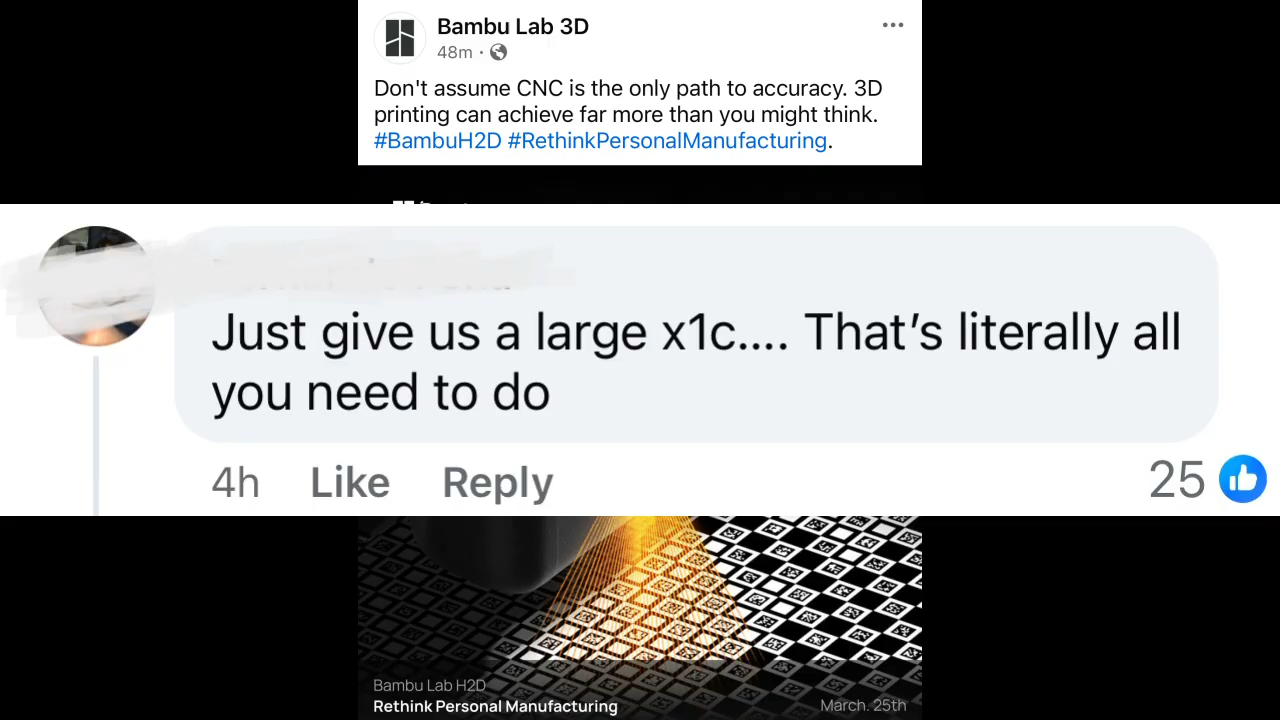 Bambu Lab 3D
48m ·
Don't assume CNC is the only path to accuracy. 3D
printing can achieve far more than you might think.
#BambuH2D #RethinkPersonalManufacturing.
Just give us a large x1c.... That's literally all
you need to do
4h Like Reply 25
Bambu Lab H2D
Rethink Personal Manufacturing
March. 25th